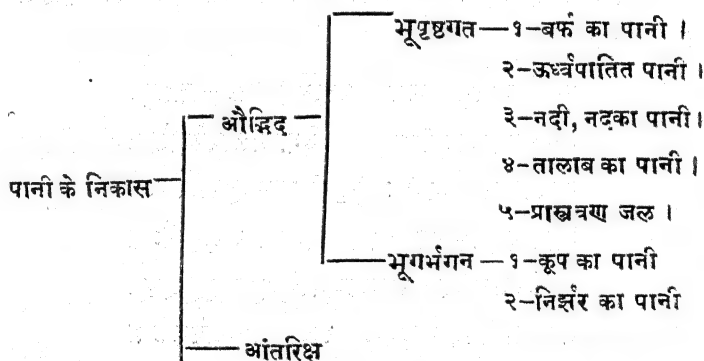 भूपृष्ठगत—१–बर्फ का पानी ।
२–ऊर्ध्वपातित पानी ।
औद्भिद
३–नदी, नदका पानी ।
४–तालाब का पानी ।
पानी के निकास
५–प्रास्त्रवण जल ।
भूगर्भंगन — १–कूप का पानी
२–निर्झर का पानी
आंतरिक्ष